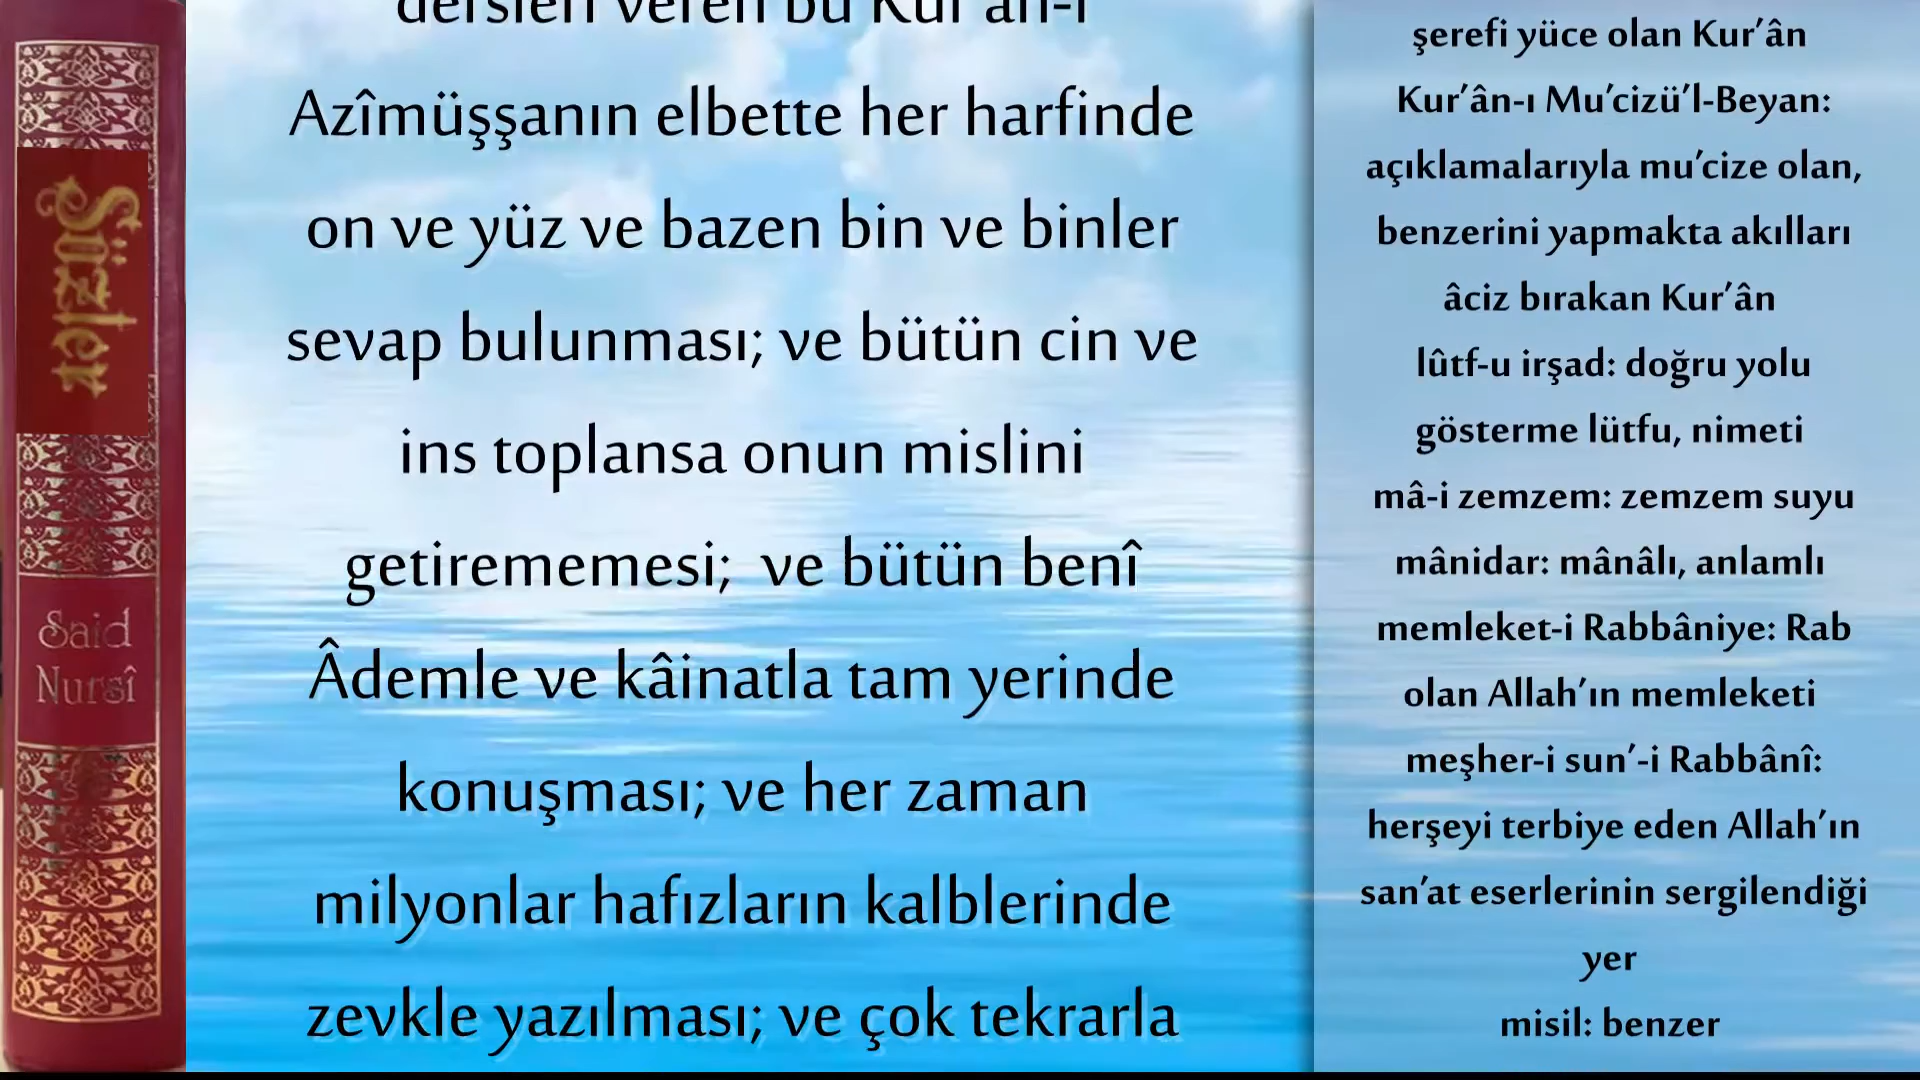 Sözler
Said
Nursî
dersleri veren bu Kur'ân-ı
Azîmüşşanın elbette her harfinde
on ve yüz ve bazen bin ve binler
sevap bulunması; ve bütün cin ve
ins toplansa onun mislini
getirememesi; ve bütün benî
Âdemle ve kâinatla tam yerinde
konuşması; ve her zaman
milyonlar hafızların kalblerinde
zevkle yazılması; ve çok tekrarla
şerefi yüce olan Kur'ân
Kur'ân-ı Mu'cizü'l-Beyan:
açıklamalarıyla mu'cize olan,
benzerini yapmakta akılları
âciz bırakan Kur'ân
lûtf-u irşad: doğru yolu
gösterme lütfu, nimeti
mâ-i zemzem: zemzem suyu
mânidar: mânâlı, anlamlı
memleket-i Rabbâniye: Rab
olan Allah'ın memleketi
meşher-i sun'-i Rabbânî:
herşeyi terbiye eden Allah'ın
san'at eserlerinin sergilendiği
yer
misil: benzer